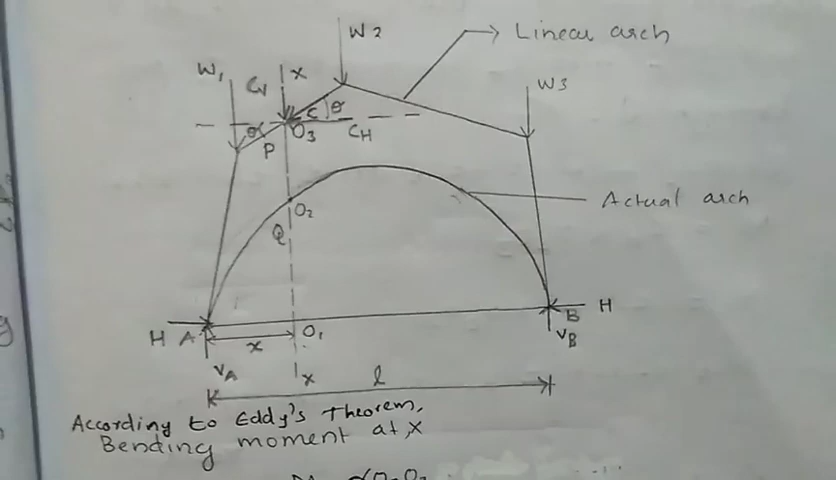 W2
Linear arch
W1
Cv
x
W3
C
θ
α
O3
CH
P
Actual arch
O2
Q
H
A
x
O1
B
H
VA
x
l
VB
According to Eddy's theorem,
Bending moment at x